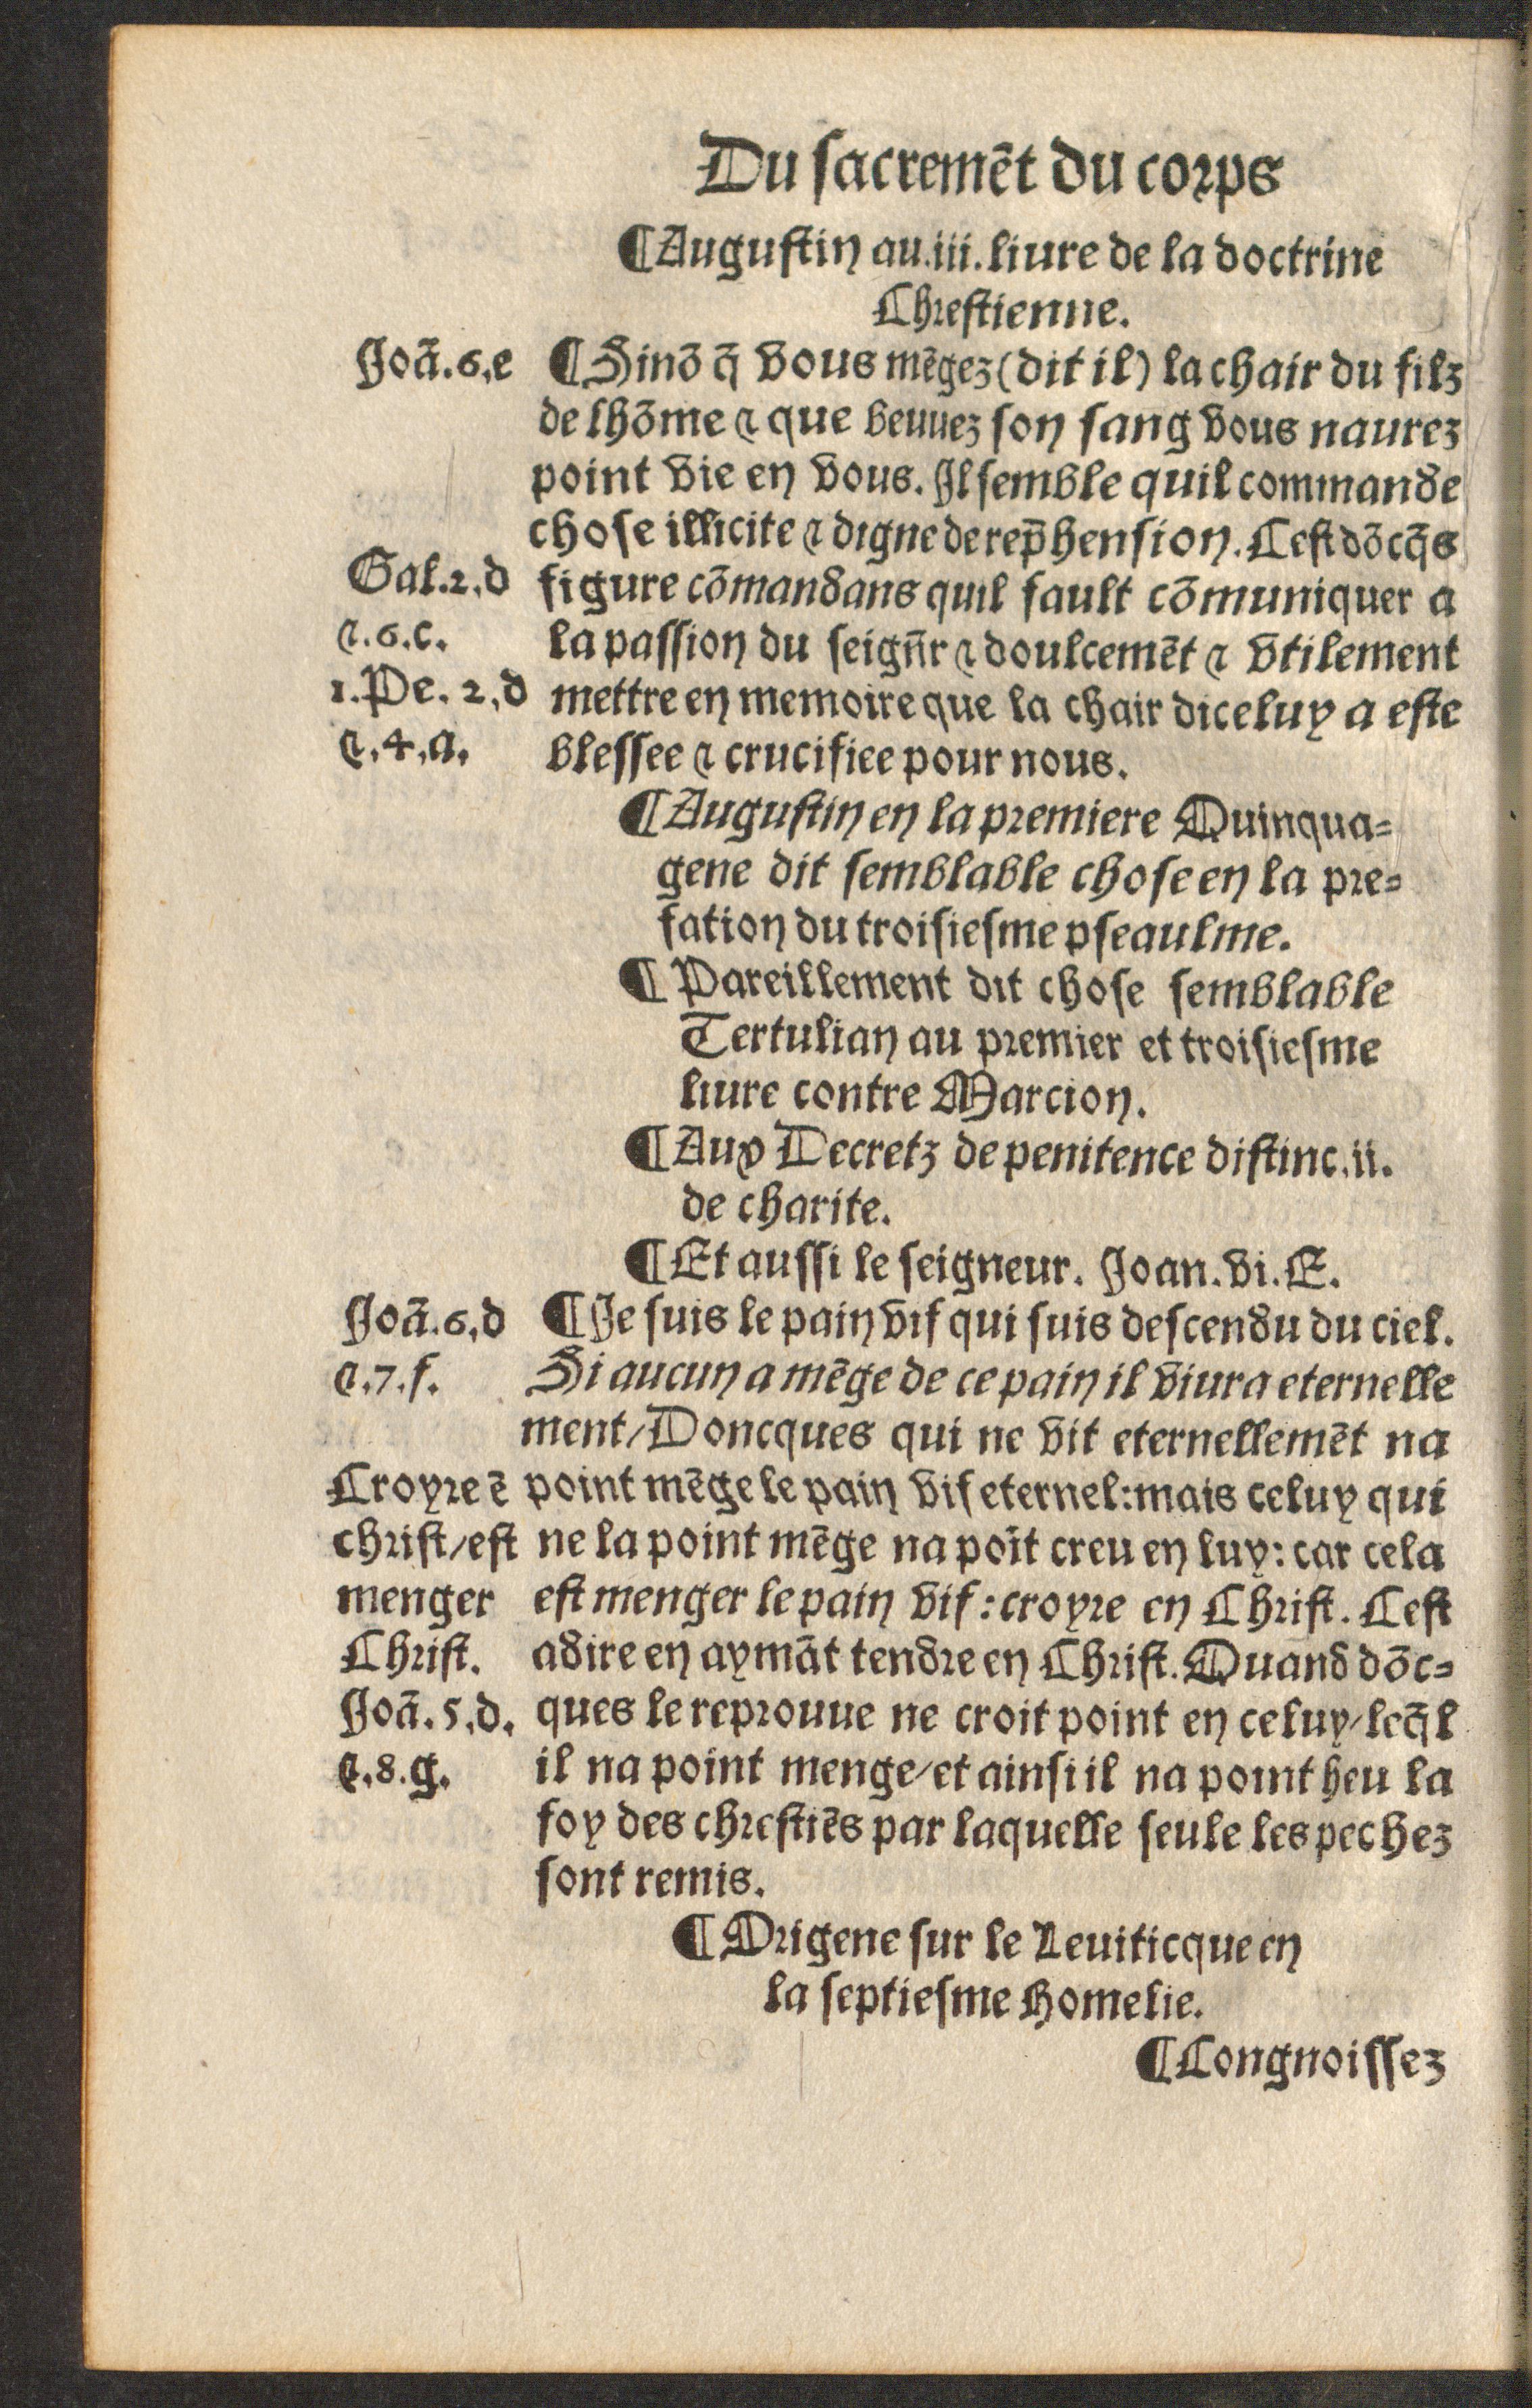 Du sacremẽt du corps
¶Augustin au.iii.liure de la doctrine
Chrestienne.
Joã.6,e
¶Sinõ q̃ vous mẽgez (dit il) la chair du filz
de lhõme ⁊ que beuuez son sang vous naurez
point vie en vous. Il semble quil commande
chose illicite ⁊ digne de rep̃hension. Cest dõcq̃s
Gal.2,d
figure cõmandans quil fault cõmuniquer a
⁊.6.c.
la passion du seigñr ⁊ doulcemẽt ⁊ vtilement
1.Pe.2,d
mettre en memoire que la chair diceluy a este
⁊,4,a.
blessee ⁊ crucifiee pour nous.
¶Augustin en la premiere Quinqua=
gene dit semblable chose en la pre=
fation du troisiesme pseaulme.
¶Pareillement dit chose semblable
Tertulian au premier et troisiesme
liure contre Marcion.
¶Aux Decretz de penitence distinc.ii.
de charite.
¶Et aussi le seigneur. Joan.vi.E.
Joã.6,d
¶Je suis le pain vif qui suis descendu du ciel.
⁊.7.f.
Si aucun a mẽge de ce pain il viura eternelle
ment/Doncques qui ne vit eternellemẽt na
Croyre ẽ
point mẽge le pain vif eternel: mais celuy qui
christ/est
ne la point mẽge na poĩt creu en luy: car cela
menger
est menger le pain vif: croyre en Christ. Cest
Christ.
adire en aymãt tendre en Christ. Quand dõc=
Joã.5,d.
ques le reprouue ne croit point en celuy/leq̃l
⁊.8.g.
il na point menge/et ainsi il na point heu la
foy des chrestiẽs par laquelle seule les pechez
sont remis.
¶Origene sur le Leuiticque en
la septiesme Homelie.
¶Congnoissez